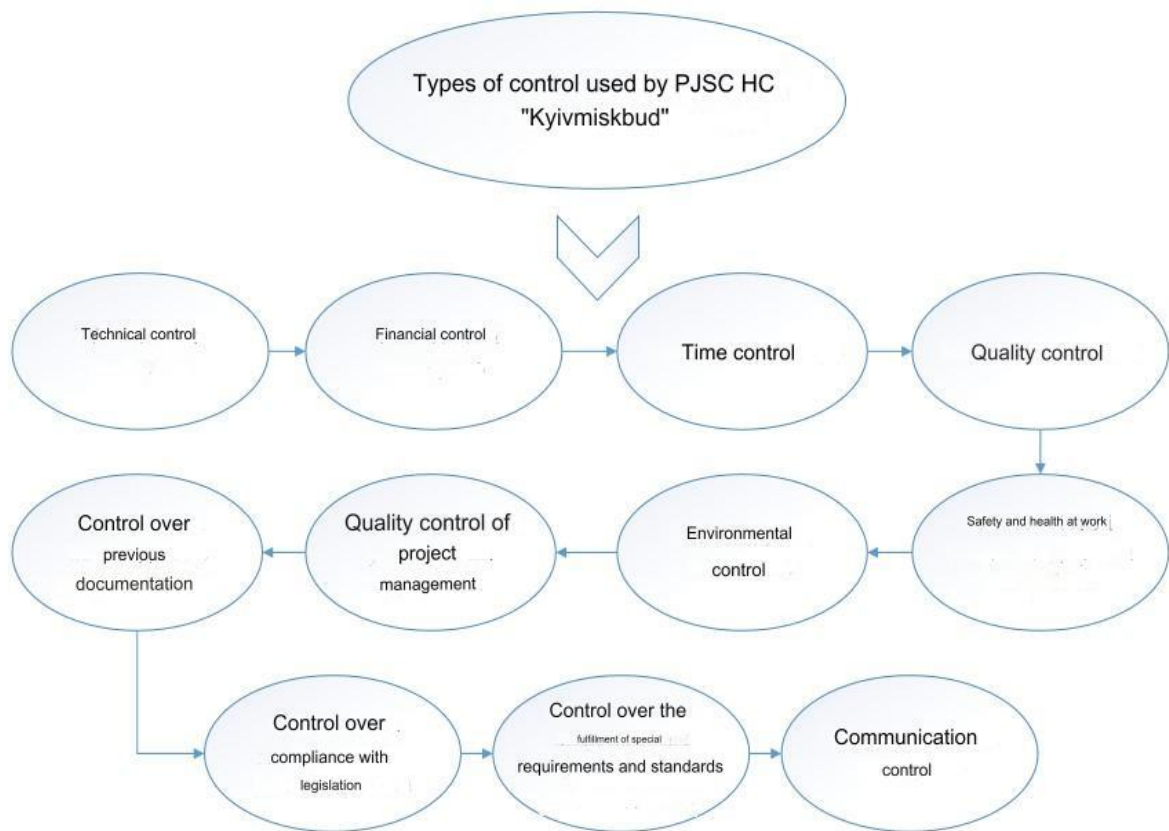 Types of control used by PJSC HC
"Kyivmiskbud"
Technical control
Financial control
Time control
Quality control
Control over
previous
documentation
Quality control of
project
management
Environmental
control
Safety and health at work
Control over
compliance with
legislation
Control over the
fulfillment of special
requirements and standards
Communication
control